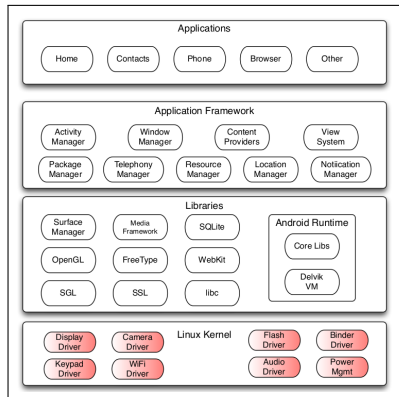 Applications
Home Contacts Phone Browser Other
Application Framework
Activity Manager
Window Manager
Content Providers
View System
Package Manager
Telephony Manager
Resource Manager
Location Manager
Notiication Manager
Libraries
Surface Manager
Media Framework
SQLite
OpenGL
FreeType
WebKit
SGL
SSL
libc
Android Runtime
Core Libs
Delvik VM
Linux Kernel
Display Driver
Camera Driver
Flash Driver
Binder Driver
Keypad Driver
WiFi Driver
Audio Driver
Power Mgmt